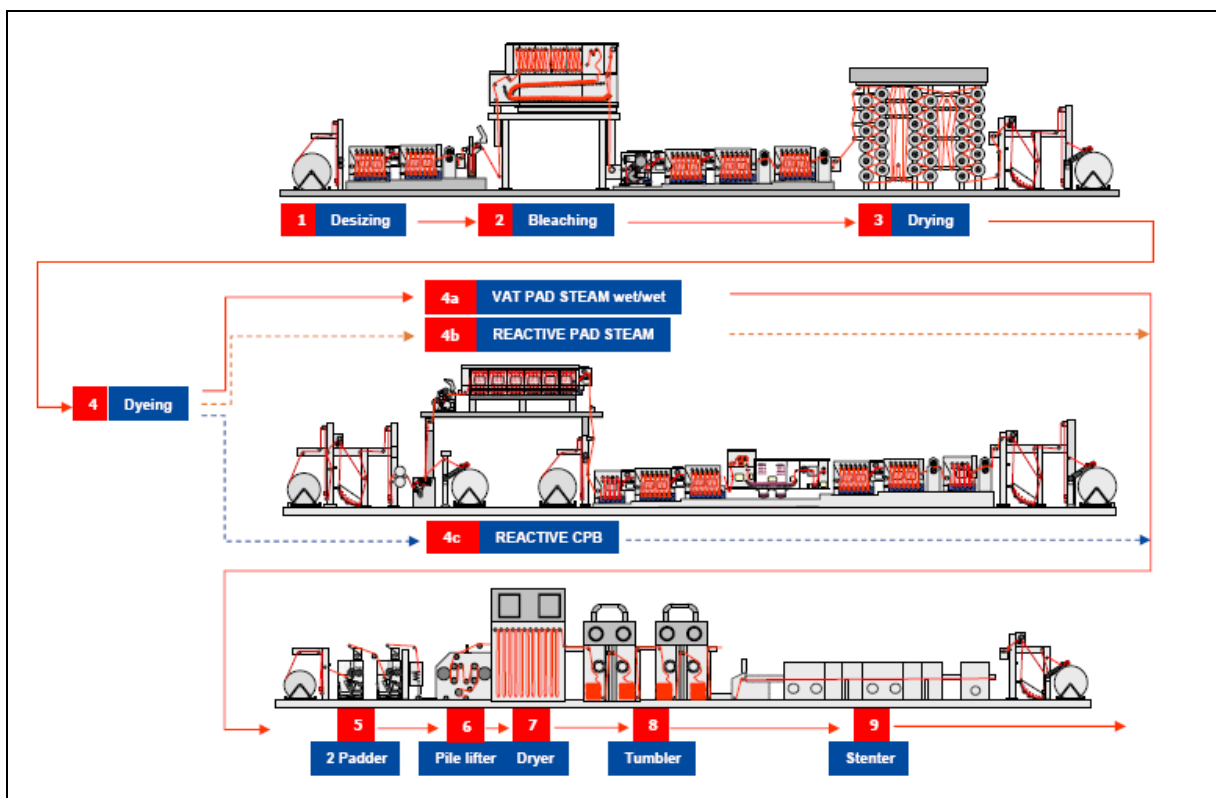 1 Desizing
2 Bleaching
3 Drying
4a VAT PAD STEAM wet/wet
4b REACTIVE PAD STEAM
4 Dyeing
4c REACTIVE CPB
5 6 7 8 9
2 Padder Pile lifter Dryer Tumbler Stenter